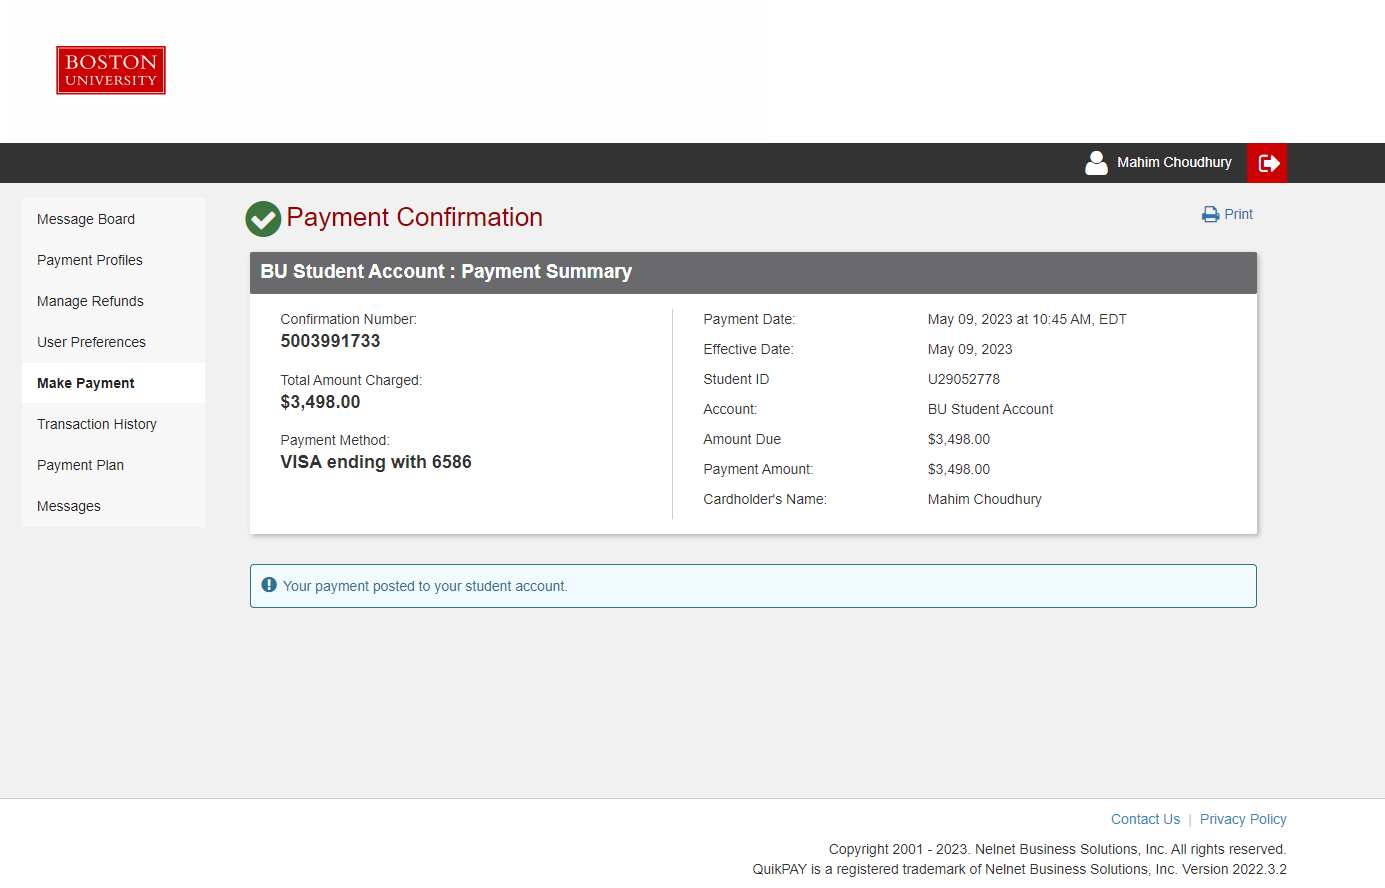 BOSTON
UNIVERSITY
Mahim Choudhury
Message Board
Payment Profiles
Manage Refunds
User Preferences
Make Payment
Transaction History
Payment Plan
Messages
Payment Confirmation
Print
BU Student Account : Payment Summary
Confirmation Number:
5003991733
Total Amount Charged:
$3,498.00
Payment Method:
VISA ending with 6586
Payment Date: May 09, 2023 at 10:45 AM, EDT
Effective Date: May 09, 2023
Student ID U29052778
Account: BU Student Account
Amount Due $3,498.00
Payment Amount: $3,498.00
Cardholder's Name: Mahim Choudhury
Your payment posted to your student account.
Contact Us | Privacy Policy
Copyright 2001 - 2023. Nelnet Business Solutions, Inc. All rights reserved.
QuikPAY is a registered trademark of Nelnet Business Solutions, Inc. Version 2022.3.2